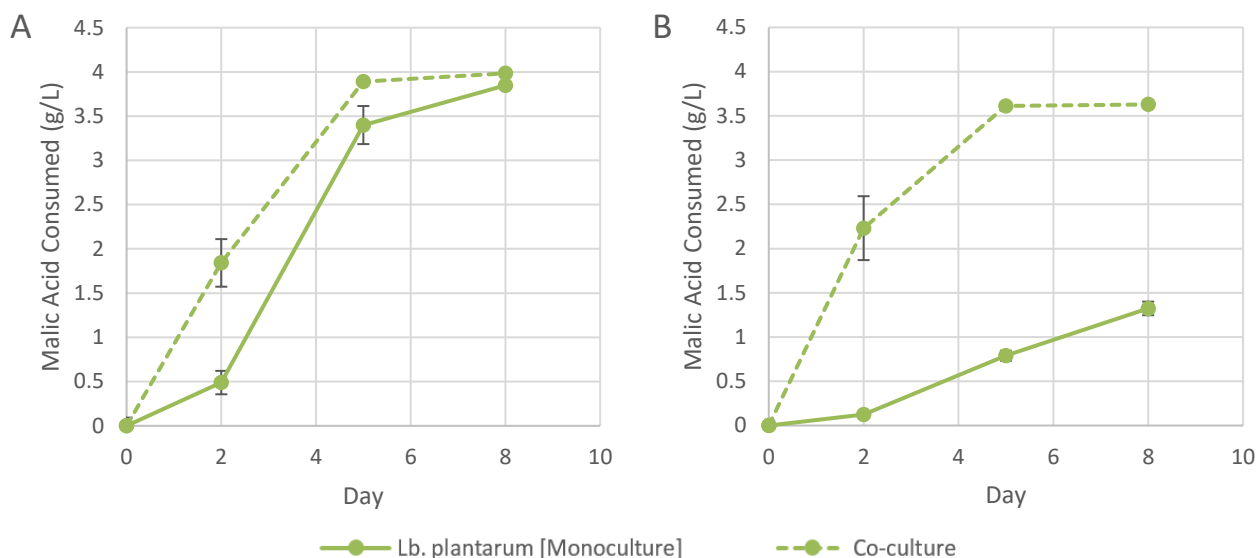 A
Malic Acid Consumed (g/L)
4.5
4
3.5
3
2.5
2
1.5
1
0.5
0
0 2 4 6 8 10
Day
B
Malic Acid Consumed (g/L)
4.5
4
3.5
3
2.5
2
1.5
1
0.5
0
0 2 4 6 8 10
Day
Lb. plantarum [Monoculture] Co-culture